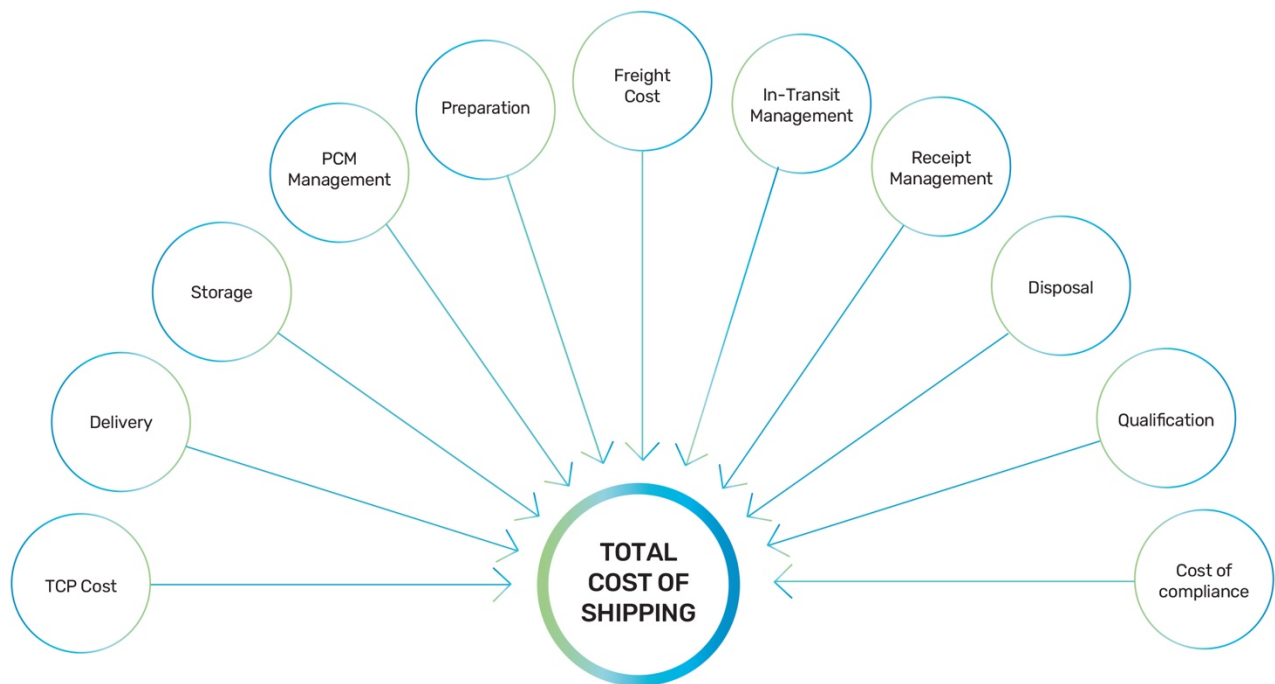 Freight
Cost
In-Transit
Management
Preparation
PCM
Management
Receipt
Management
Storage
Disposal
Delivery
Qualification
TCP Cost
TOTAL
COST OF
SHIPPING
Cost of
compliance